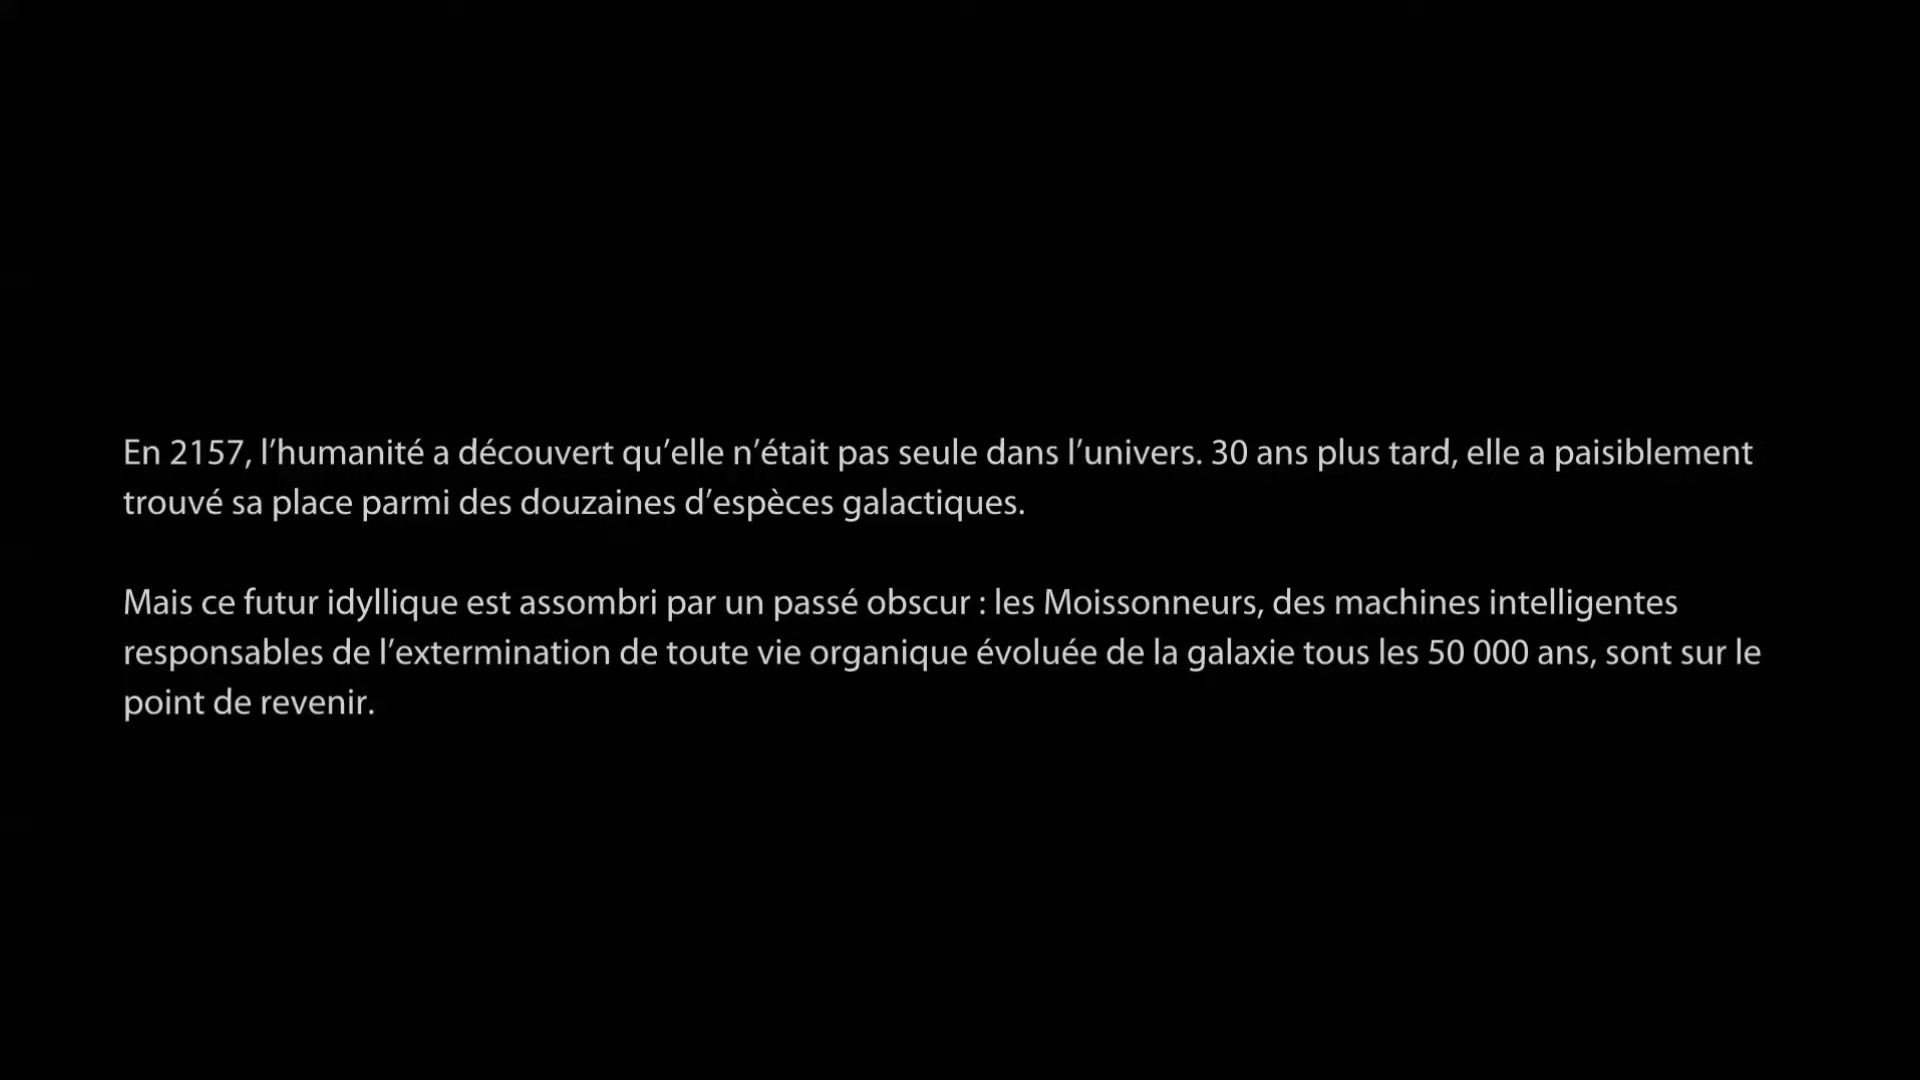 En 2157, l’humanité a découvert qu’elle n’était pas seule dans l’univers. 30 ans plus tard, elle a paisiblement
trouvé sa place parmi des douzaines d’espèces galactiques.
Mais ce futur idyllique est assombri par un passé obscur : les Moissonneurs, des machines intelligentes
responsables de l’extermination de toute vie organique évoluée de la galaxie tous les 50 000 ans, sont sur le
point de revenir.